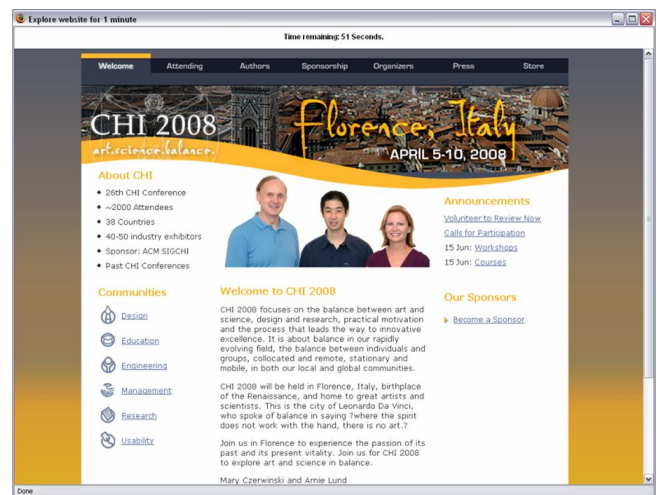 Explore website for 1 minute
Time remaining: 51 Seconds.
Welcome Attending Authors Sponsorship Organizers Press Store
CHI 2008
art.science.balance.
Florence, Italy
APRIL 5-10, 2008
About CHI
26th CHI Conference
~2000 Attendees
38 Countries
40-50 industry exhibitors
Sponsor: ACM SIGCHI
Past CHI Conferences
Communities
Design
Education
Engineering
Management
Research
Usability
Welcome to CHI 2008
CHI 2008 focuses on the balance between art and
science, design and research, practical motivation
and the process that leads the way to innovative
excellence. It is about balance in our rapidly
evolving field, the balance between individuals and
groups, collocated and remote, stationary and
mobile, in both our local and global communities.
CHI 2008 will be held in Florence, Italy, birthplace
of the Renaissance, and home to great artists and
scientists. This is the city of Leonardo Da Vinci,
who spoke of balance in saying ?where the spirit
does not work with the hand, there is no art.?
Join us in Florence to experience the passion of its
past and its present vitality. Join us for CHI 2008
to explore art and science in balance.
Mary Czerwinski and Arnie Lund
Announcements
Volunteer to Review Now
Calls for Participation
15 Jun: Workshops
15 Jun: Courses
Our Sponsors
Become a Sponsor
Done